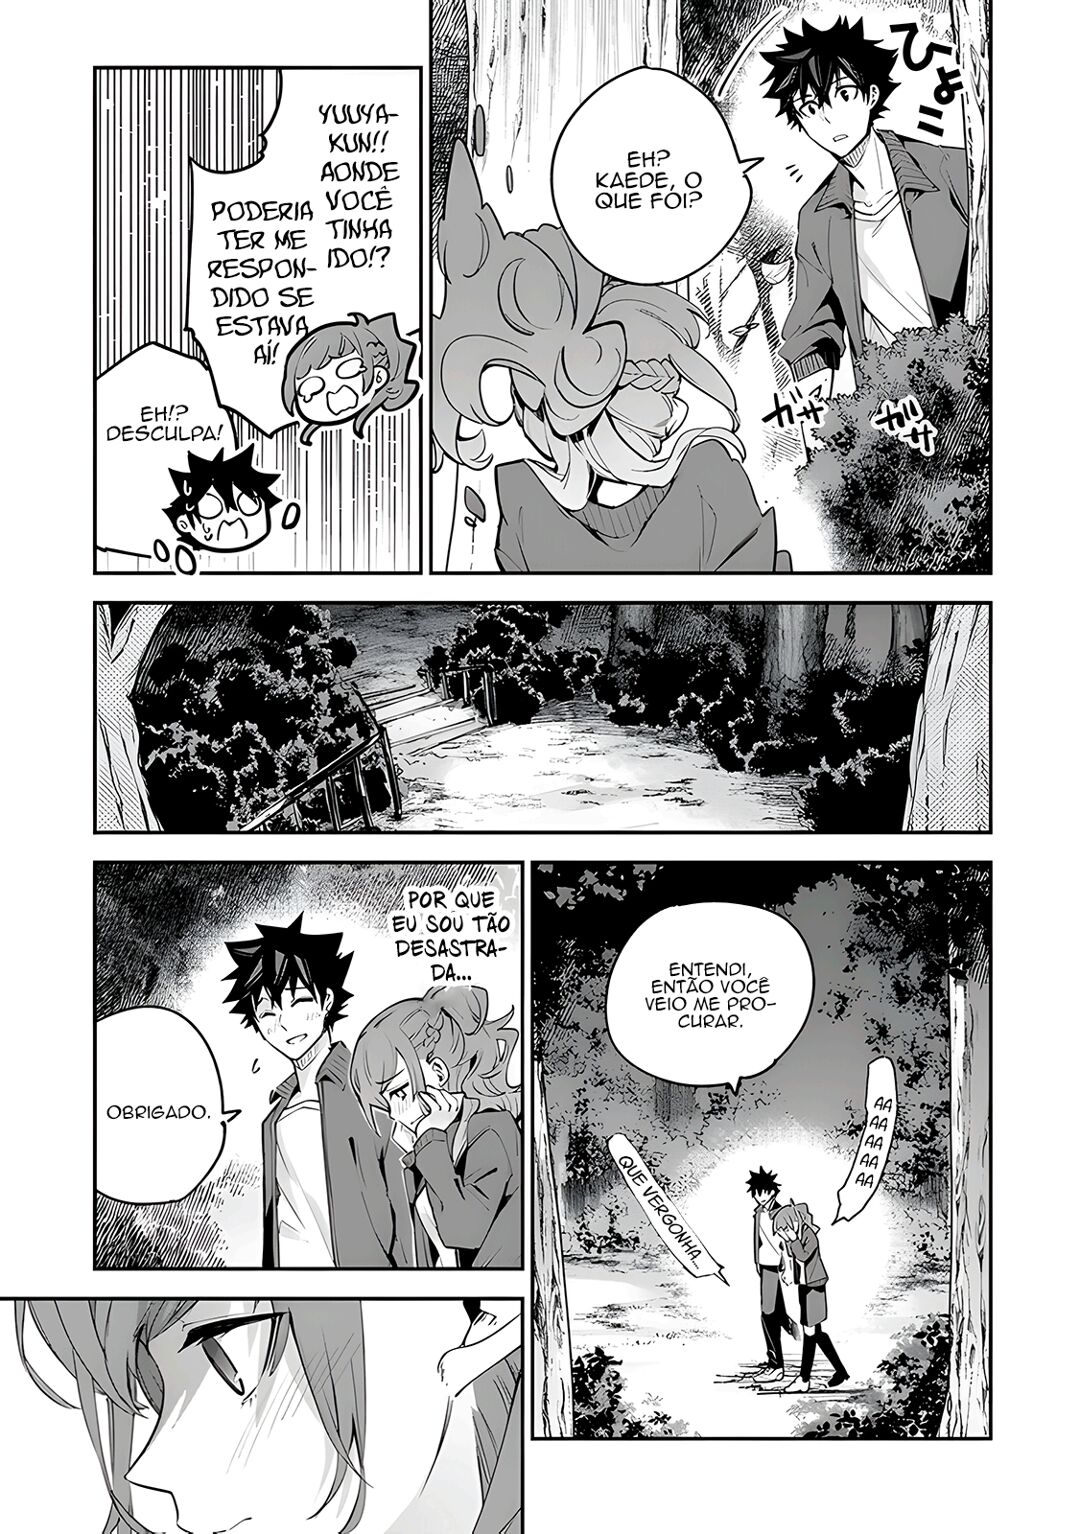 ひょこ
EH?
KAEDE, O
QUE FOI?
ガサ
ガサ
YUUYA-
KUN!!
AONDE
VOCÊ
TINHA
IDO!?
PODERIA
TER ME
RESPON-
DIDO SE
ESTAVA
AÍ!
EH!?
DESCULPA!
ENTENDI,
ENTÃO VOCÊ
VEIO ME PRO-
CURAR.
AA
AA
AA
AA
AA
QUE VERGONHA...
POR QUE
EU SOU TÃO
DESASTRA-
DA...
OBRIGADO.